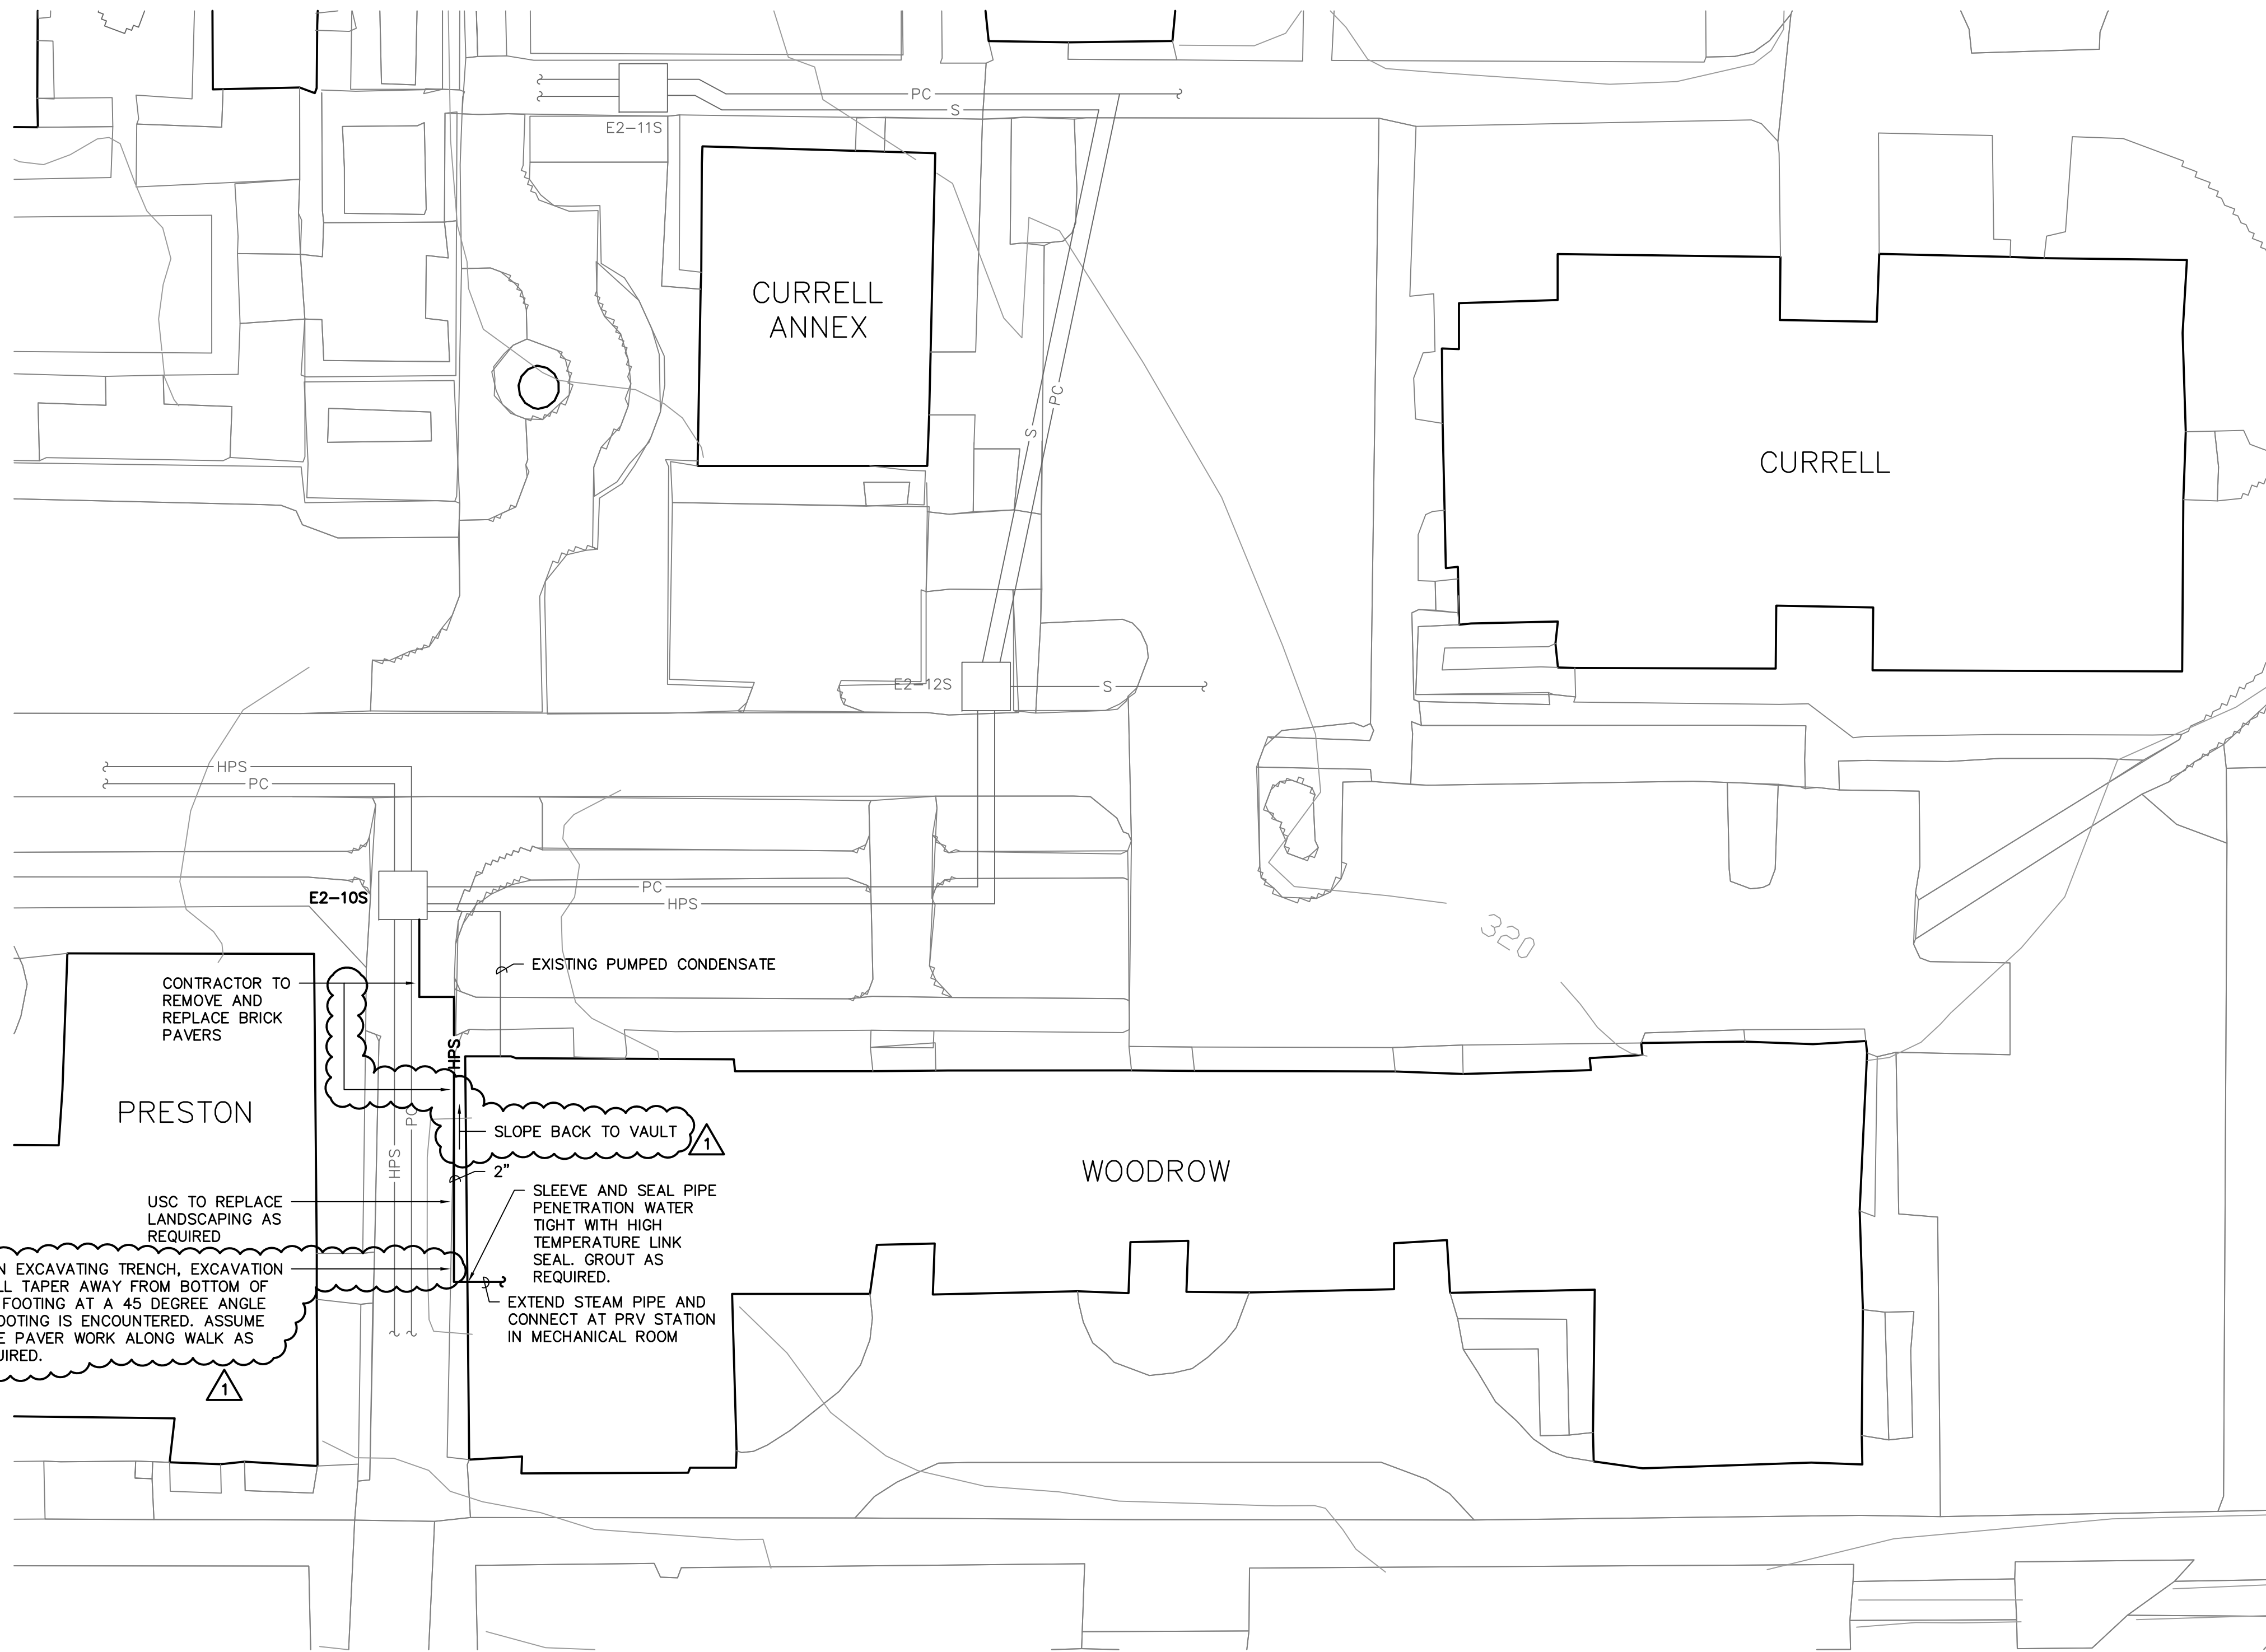 PC
S
E2-11S
CURRELL
ANNEX
PC
S
CURRELL
E2-12S
S
HPS
PC
E2-10S
PC
HPS
320
EXISTING PUMPED CONDENSATE
CONTRACTOR TO
REMOVE AND
REPLACE BRICK
PAVERS
HPS
PRESTON
PC
HPS
SLOPE BACK TO VAULT
1
2"
WOODROW
USC TO REPLACE
LANDSCAPING AS
REQUIRED
SLEEVE AND SEAL PIPE
PENETRATION WATER
TIGHT WITH HIGH
TEMPERATURE LINK
SEAL. GROUT AS
REQUIRED.
EXCAVATING TRENCH, EXCAVATION
TAPER AWAY FROM BOTTOM OF
FOOTING AT A 45 DEGREE ANGLE
IS ENCOUNTERED. ASSUME
PAVER WORK ALONG WALK AS
1
EXTEND STEAM PIPE AND
CONNECT AT PRV STATION
IN MECHANICAL ROOM